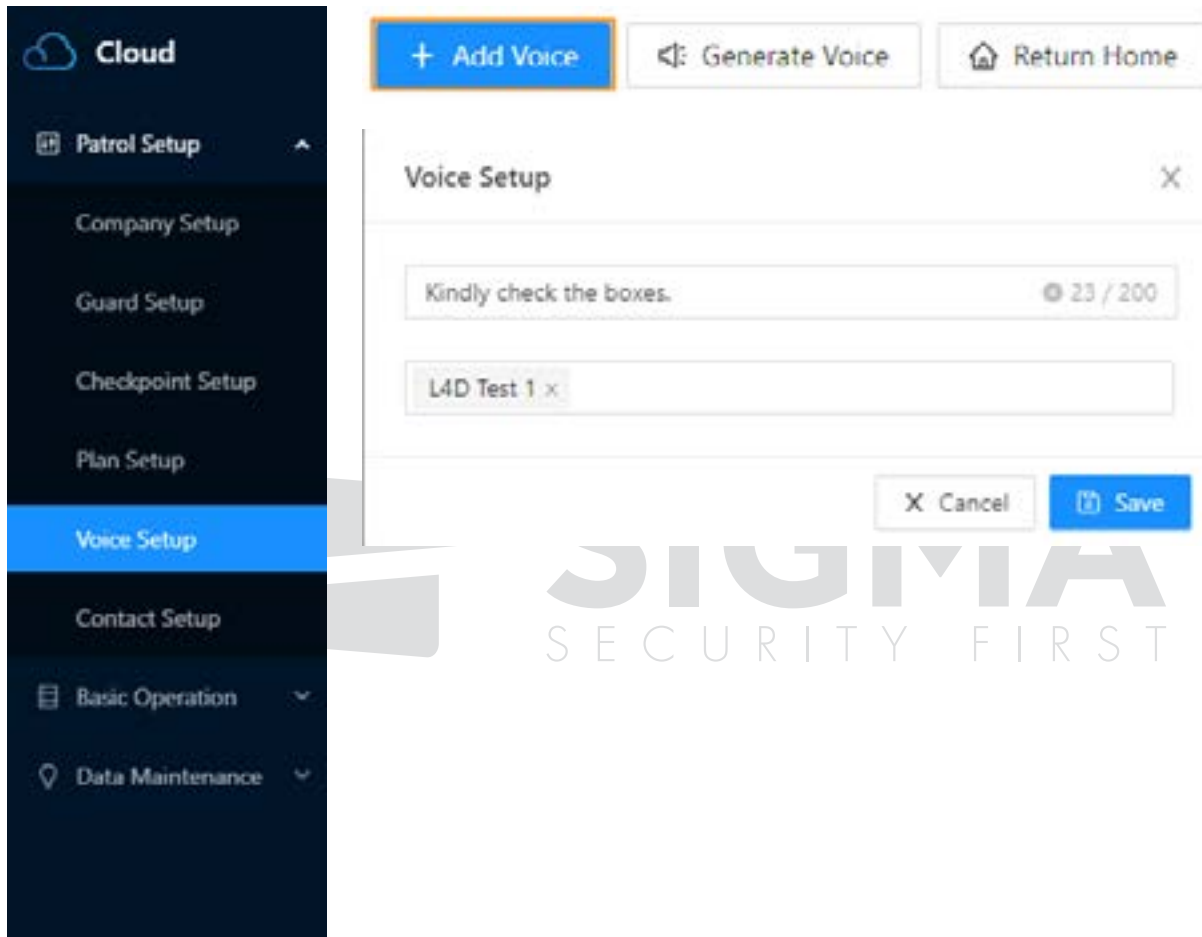 Cloud
Patrol Setup
Company Setup
Guard Setup
Checkpoint Setup
Plan Setup
Voice Setup
Contact Setup
Basic Operation
Data Maintenance
+ Add Voice
Generate Voice
Return Home
Voice Setup
Kindly check the boxes. 23 / 200
L4D Test 1 ×
X Cancel
Save
SIGMA
SECURITY FIRST